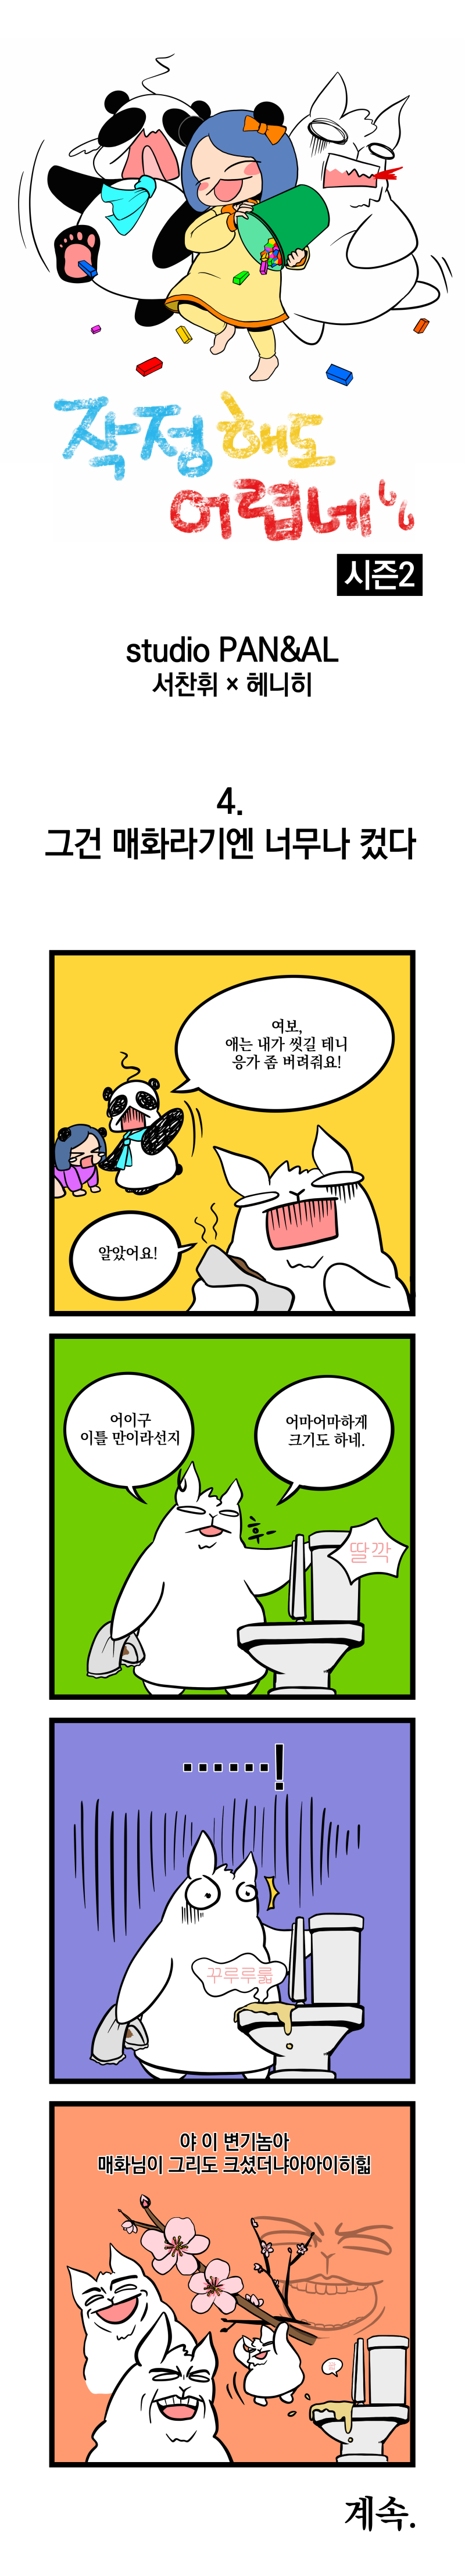 작정해도
어렵네
시즌2
studio PAN&AL
서찬휘 × 헤니히
4.
그건 매화라기엔 너무나 컸다
여보,
애는 내가 씻길 테니
응가 좀 버려줘요!
알았어요!
어이구
이틀 만이라선지
어마어마하게
크기도 하네.
후-
딸깍
……!
꾸루루룳
야 이 변기놈아
매화님이 그리도 크셨더냐아아이히힓
계속.